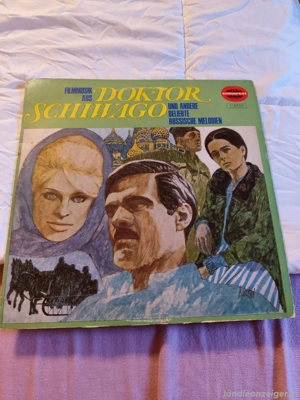 FILMMUSIK
AUS
DOKTOR
SCHIWAGO
UND ANDERE
BELIEBTE
RUSSISCHE MELODIEN